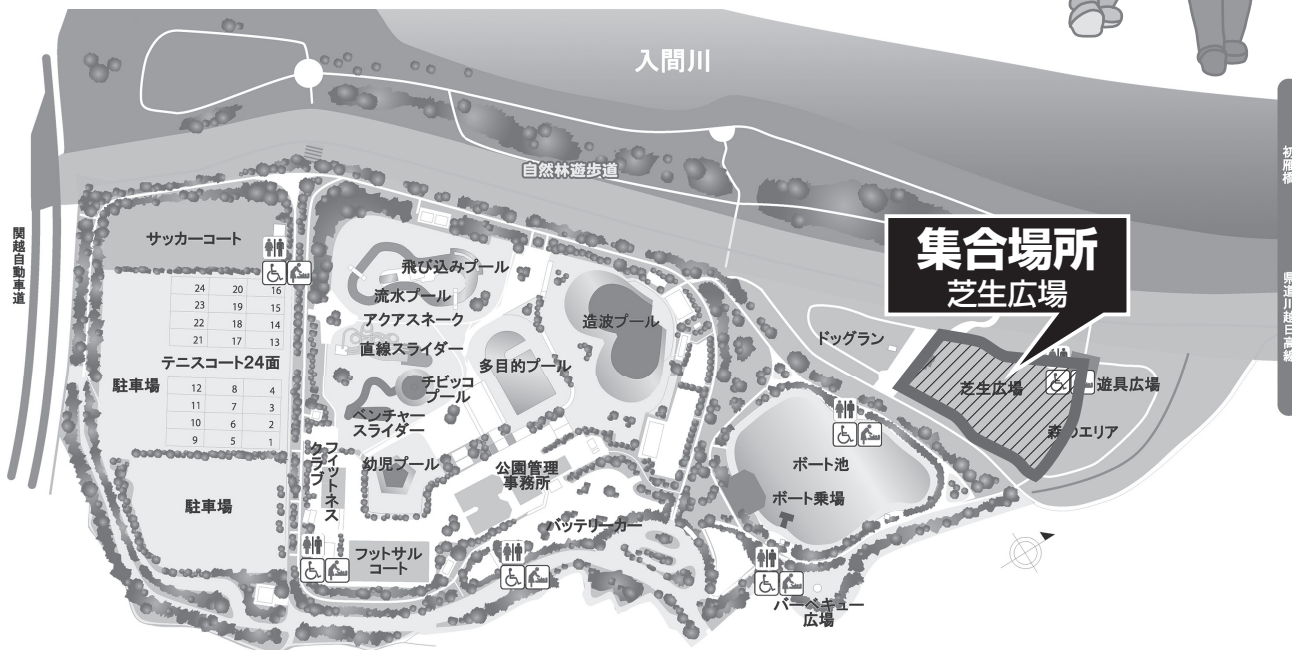 入間川
初雁橋
自然林遊歩道
関越自動車道
県道川越日高線
集合場所
芝生広場
サッカーコート
飛び込みプール
流水プール
アクアスネーク
直線スライダー
造波プール
多目的プール
チビッコ
プール
ベンチャー
スライダー
幼児プール
ドッグラン
芝生広場
遊具広場
森のエリア
24 20 16
23 19 15
22 18 14
21 17 13
テニスコート24面
駐車場
12 8 4
11 7 3
10 6 2
9 5 1
フィットネス
クラブ
公園管理
事務所
ボート池
ボート乗場
駐車場
バッテリーカー
フットサル
コート
バーベキュー
広場